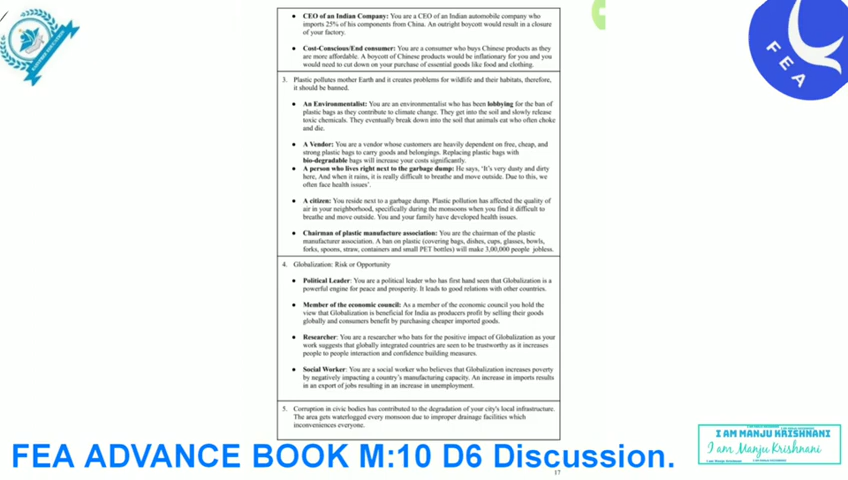 ● CEO of an Indian Company: You are a CEO of an Indian automobile company who
imports 25% of his components from China. An outright boycott would result in a closure
of your factory.
● Cost-Conscious/End consumer: You are a consumer who buys Chinese products as they
are more affordable. A boycott of Chinese products would be inflationary for you and you
would need to cut down on your purchase of essential goods like food and clothing.
3. Plastic pollutes mother Earth and it creates problems for wildlife and their habitats, therefore,
it should be banned.
● An Environmentalist: You are an environmentalist who has been lobbying for the ban of
plastic bags as they contribute to climate change. They get into the soil and slowly release
toxic chemicals. They eventually break down into the soil that animals eat who often choke
and die.
● A Vendor: You are a vendor whose customers are heavily dependent on free, cheap, and
strong plastic bags to carry goods and belongings. Replacing plastic bags with
bio-degradable bags will increase your costs significantly.
● A person who lives right next to the garbage dump: He says, 'It's very dusty and dirty
here, And when it rains, it is really difficult to breathe and move outside. Due to this, we
often face health issues'.
● A citizen: You reside next to a garbage dump. Plastic pollution has affected the quality of
air in your neighborhood, specifically during the monsoons when you find it difficult to
breathe and move outside. You and your family have developed health issues.
● Chairman of plastic manufacture association: You are the chairman of the plastic
manufacturer association. A ban on plastic (covering bags, dishes, cups, glasses, bowls,
forks, spoons, straw, containers and small PET bottles) will make 3,00,000 people jobless.
4. Globalization: Risk or Opportunity
● Political Leader: You are a political leader who has first hand seen that Globalization is a
powerful engine for peace and prosperity. It leads to good relations with other countries.
● Member of the economic council: As a member of the economic council you hold the
view that Globalization is beneficial for India as producers profit by selling their goods
globally and consumers benefit by purchasing cheaper imported goods.
● Researcher: You are a researcher who bats for the positive impact of Globalization as your
work suggests that globally integrated countries are seen to be trustworthy as it increases
people to people interaction and confidence building measures.
● Social Worker: You are a social worker who believes that Globalization increases poverty
by negatively impacting a country's manufacturing capacity. An increase in imports results
in an export of jobs resulting in an increase in unemployment.
5. Corruption in civic bodies has contributed to the degradation of your city's local infrastructure.
The area gets waterlogged every monsoon due to improper drainage facilities which
inconveniences everyone.
FEA
I AM MANJU KRISHNANI
I am Manju Krishnani
FEA ADVANCE BOOK M:10 D6 Discussion.
17